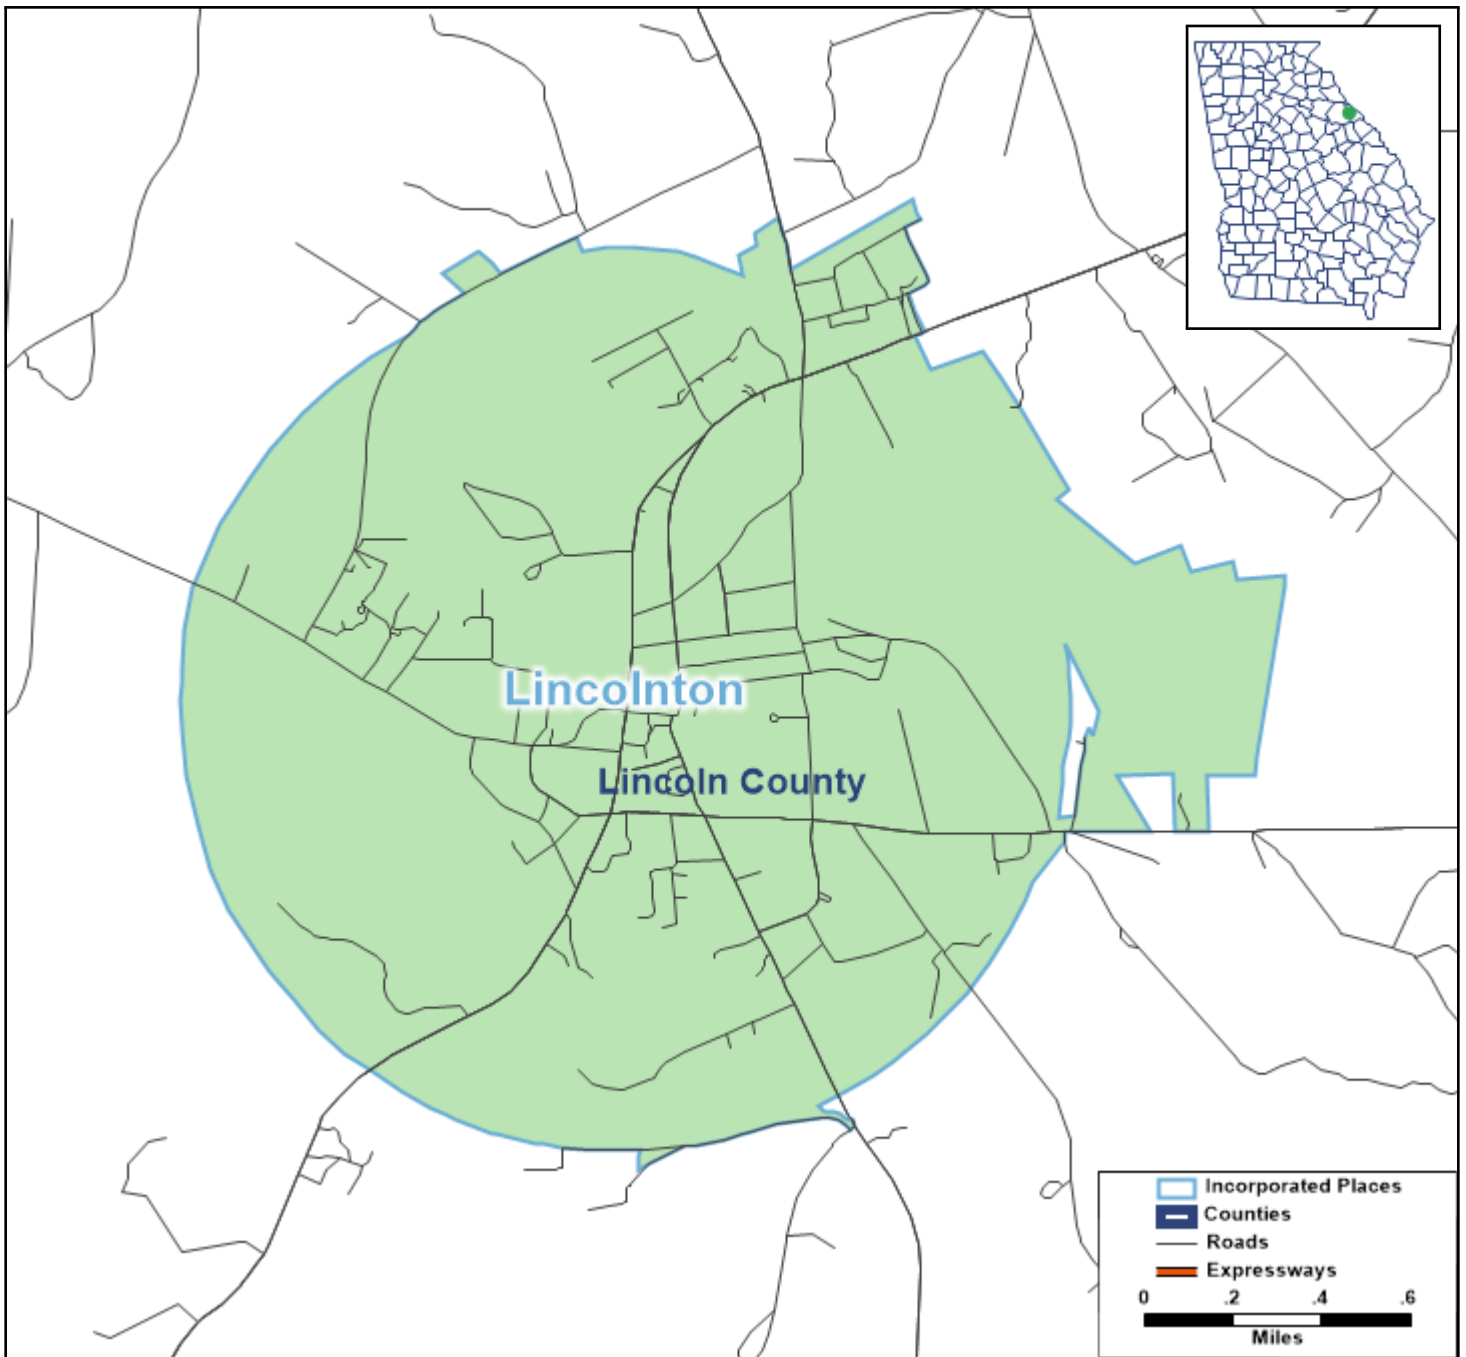 Lincolnton
Lincoln County
Incorporated Places
Counties
Roads
Expressways
0 .2 .4 .6
Miles